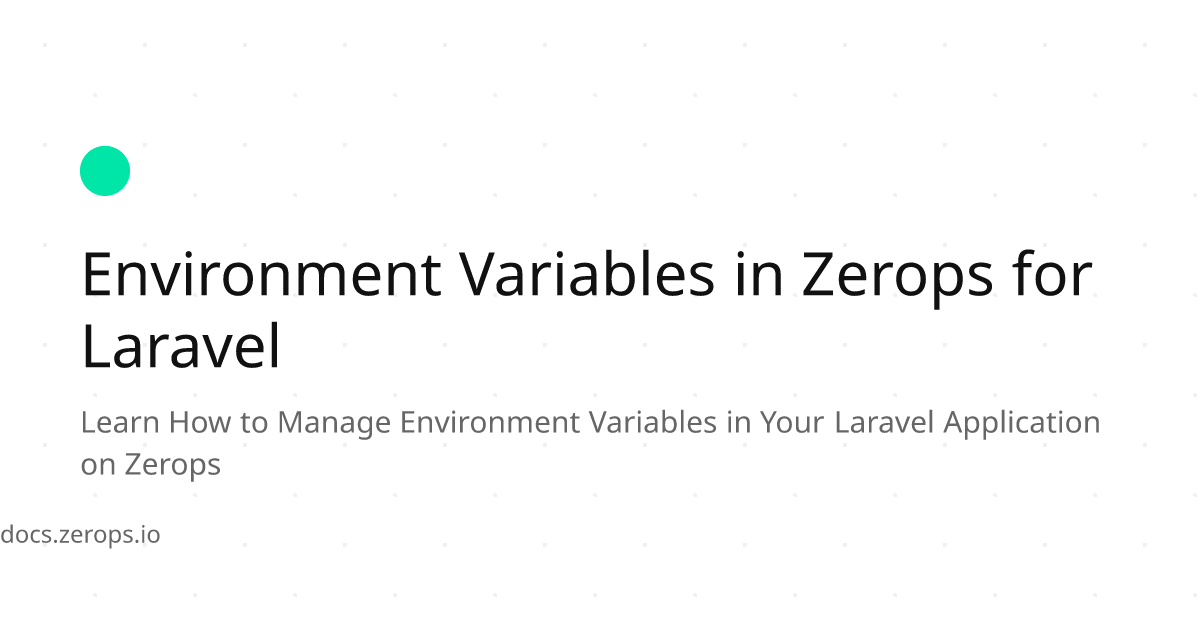 Environment Variables in Zerops for
Laravel
Learn How to Manage Environment Variables in Your Laravel Application
on Zerops
docs.zerops.io